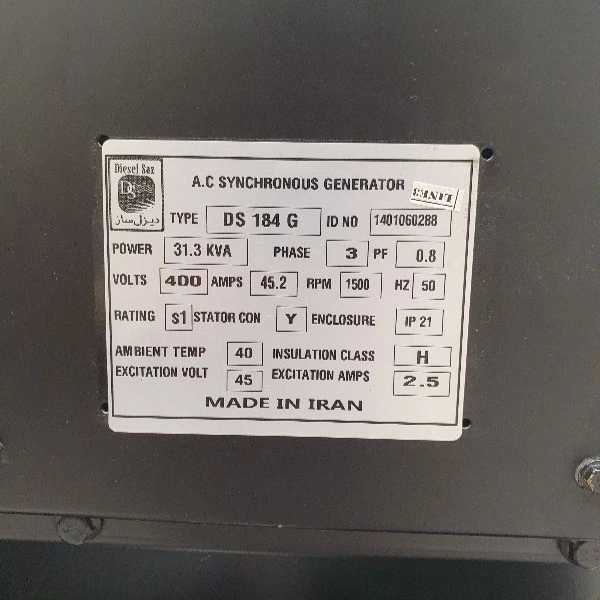 Diesel Saz
DS
دیزل ساز
A.C SYNCHRONOUS GENERATOR
TYPE DS 184 G ID NO 1401060288
POWER 31.3 KVA PHASE 3 PF 0.8
VOLTS 400 AMPS 45.2 RPM 1500 HZ 50
RATING S1 STATOR CON Y ENCLOSURE IP 21
AMBIENT TEMP 40 INSULATION CLASS H
EXCITATION VOLT 45 EXCITATION AMPS 2.5
MADE IN IRAN